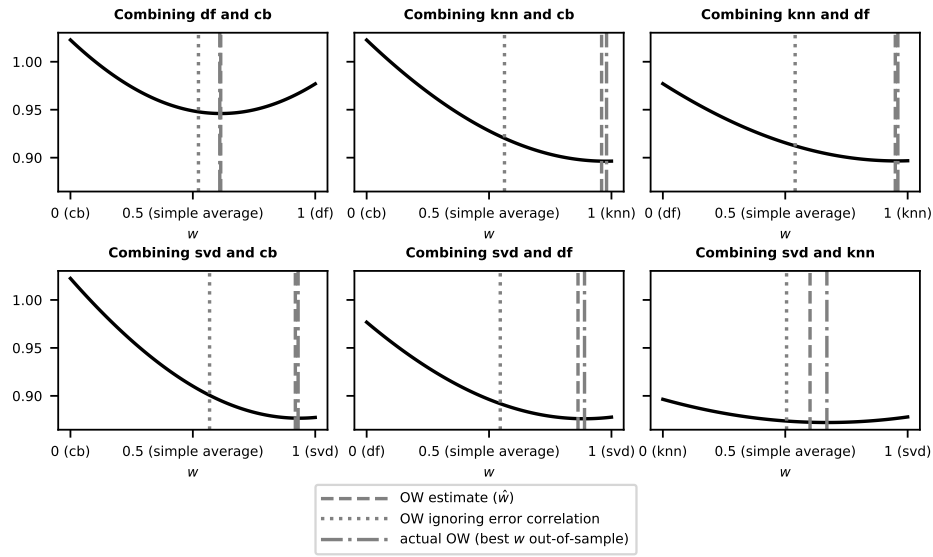 Combining df and cb
Combining knn and cb
Combining knn and df
1.00
0.95
0.90
0 (cb) 0.5 (simple average) 1 (df)
w
0 (cb) 0.5 (simple average) 1 (knn)
w
0 (df) 0.5 (simple average) 1 (knn)
w
Combining svd and cb
Combining svd and df
Combining svd and knn
1.00
0.95
0.90
0 (cb) 0.5 (simple average) 1 (svd)
w
0 (df) 0.5 (simple average) 1 (svd)
w
0 (knn) 0.5 (simple average) 1 (svd)
w
OW estimate (ŵ)
OW ignoring error correlation
actual OW (best w out-of-sample)